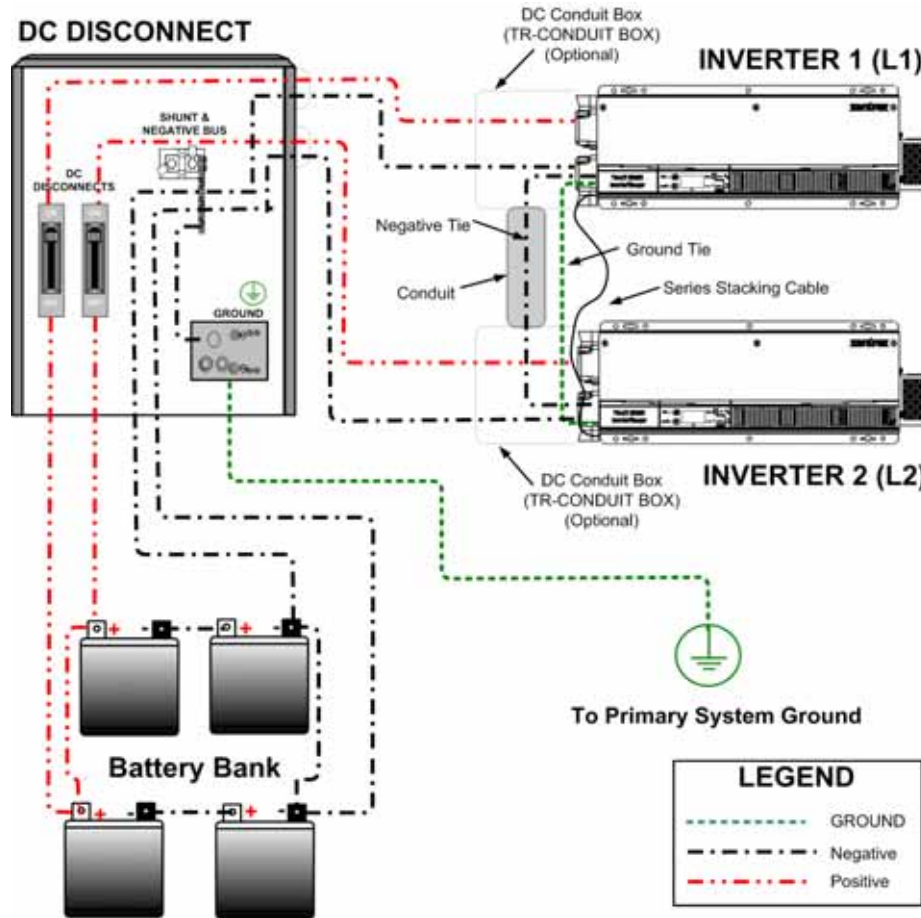 DC DISCONNECT
DC Conduit Box
(TR-CONDUIT BOX)
(Optional)
INVERTER 1 (L1)
SHUNT &
NEGATIVE BUS
DC
DISCONNECTS
Negative Tie
Conduit
Ground Tie
Series Stacking Cable
GROUND
DC Conduit Box
(TR-CONDUIT BOX)
(Optional)
INVERTER 2 (L2)
+
-
+
-
To Primary System Ground
Battery Bank
+
-
+
-
LEGEND
GROUND
Negative
Positive